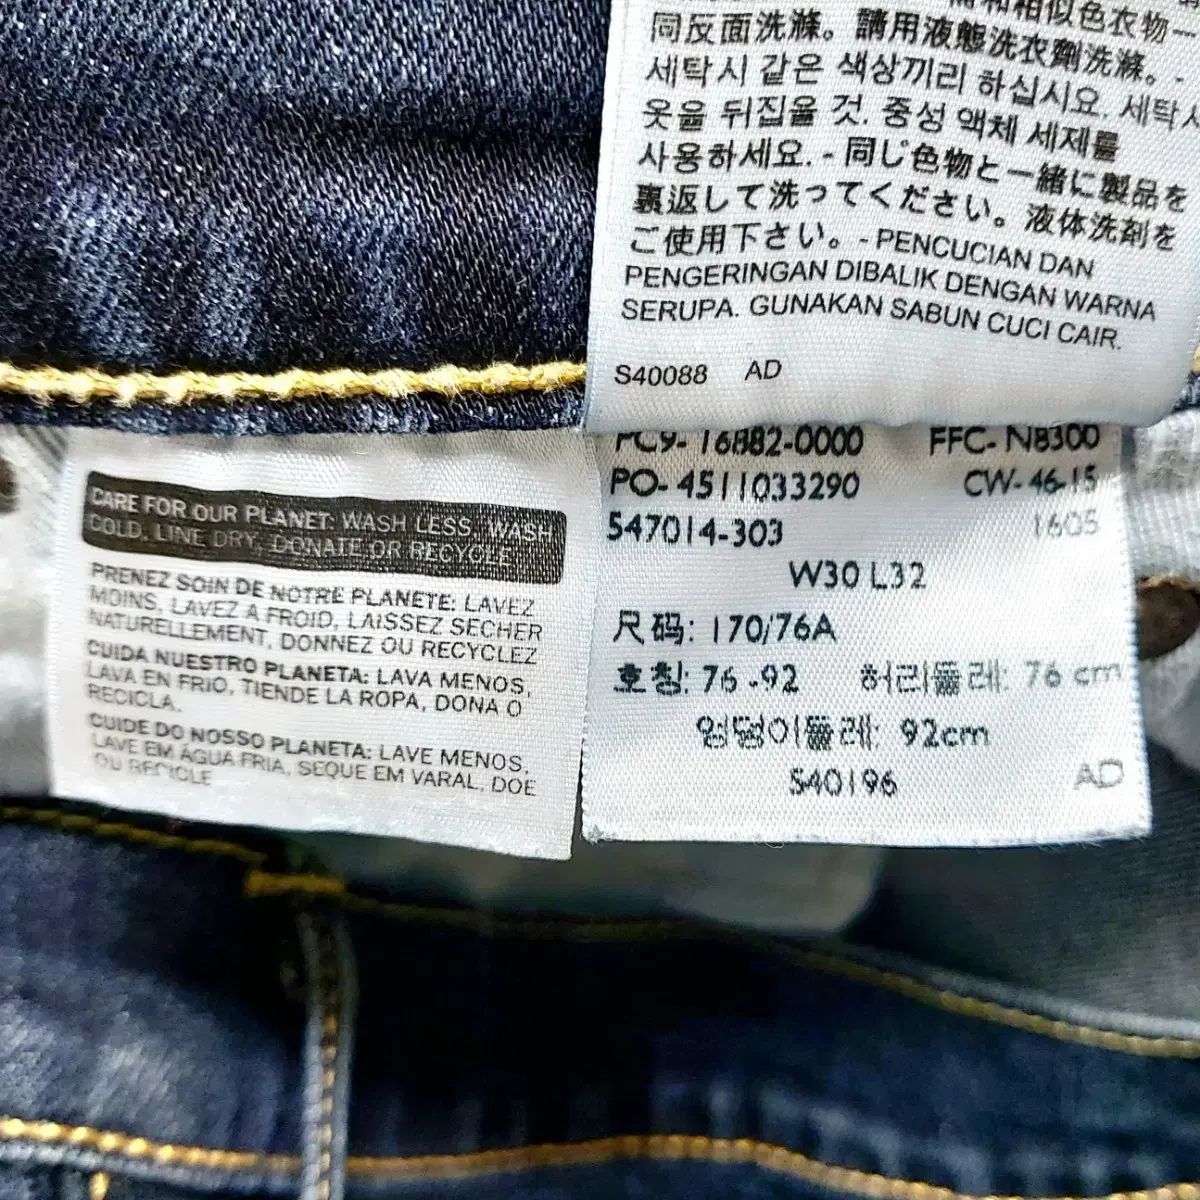 相似色衣物一
同反面洗滌。請用液態洗衣劑洗滌。-
세탁시 같은 색상끼리 하십시요. 세탁시
옷을 뒤집을 것. 중성 액체 세제를
사용하세요. - 同じ色物と一緒に製品を
裏返して洗ってください。液体洗剤を
ご使用下さい。- PENCUCIAN DAN
PENGERINGAN DIBALIK DENGAN WARNA
SERUPA. GUNAKAN SABUN CUCI CAIR.
S40088 AD
PC9- 16882-0000 FFC- N8300
PO- 4511033290 CW- 46-15
547014-303 1605
W30 L32
尺码: 170/76A
호칭: 76 -92 허리둘레: 76 cm
엉덩이둘레: 92cm
S40196 AD
CARE FOR OUR PLANET: WASH LESS, WASH
COLD, LINE DRY, DONATE OR RECYCLE
PRENEZ SOIN DE NOTRE PLANETE: LAVEZ
MOINS, LAVEZ A FROID, LAISSEZ SECHER
NATURELLEMENT, DONNEZ OU RECYCLEZ
CUIDA NUESTRO PLANETA: LAVA MENOS,
LAVA EN FRIO, TIENDE LA ROPA, DONA O
RECICLA.
CUIDE DO NOSSO PLANETA: LAVE MENOS,
LAVE EM AGUA FRIA, SEQUE EM VARAL, DOE
OU RECICLE